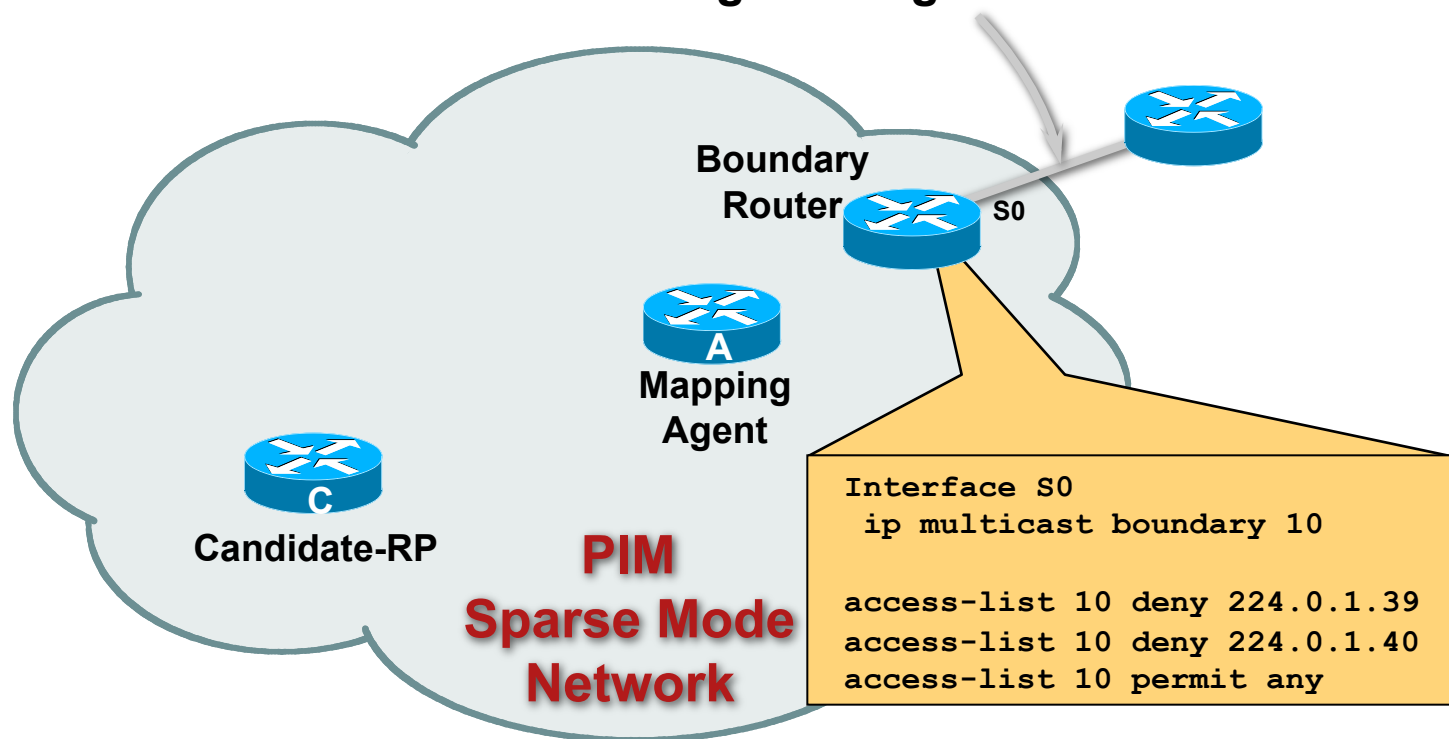 Boundary
Router
S0
A
Mapping
Agent
C
Candidate-RP
PIM
Sparse Mode
Network
Interface S0
ip multicast boundary 10
access-list 10 deny 224.0.1.39
access-list 10 deny 224.0.1.40
access-list 10 permit any